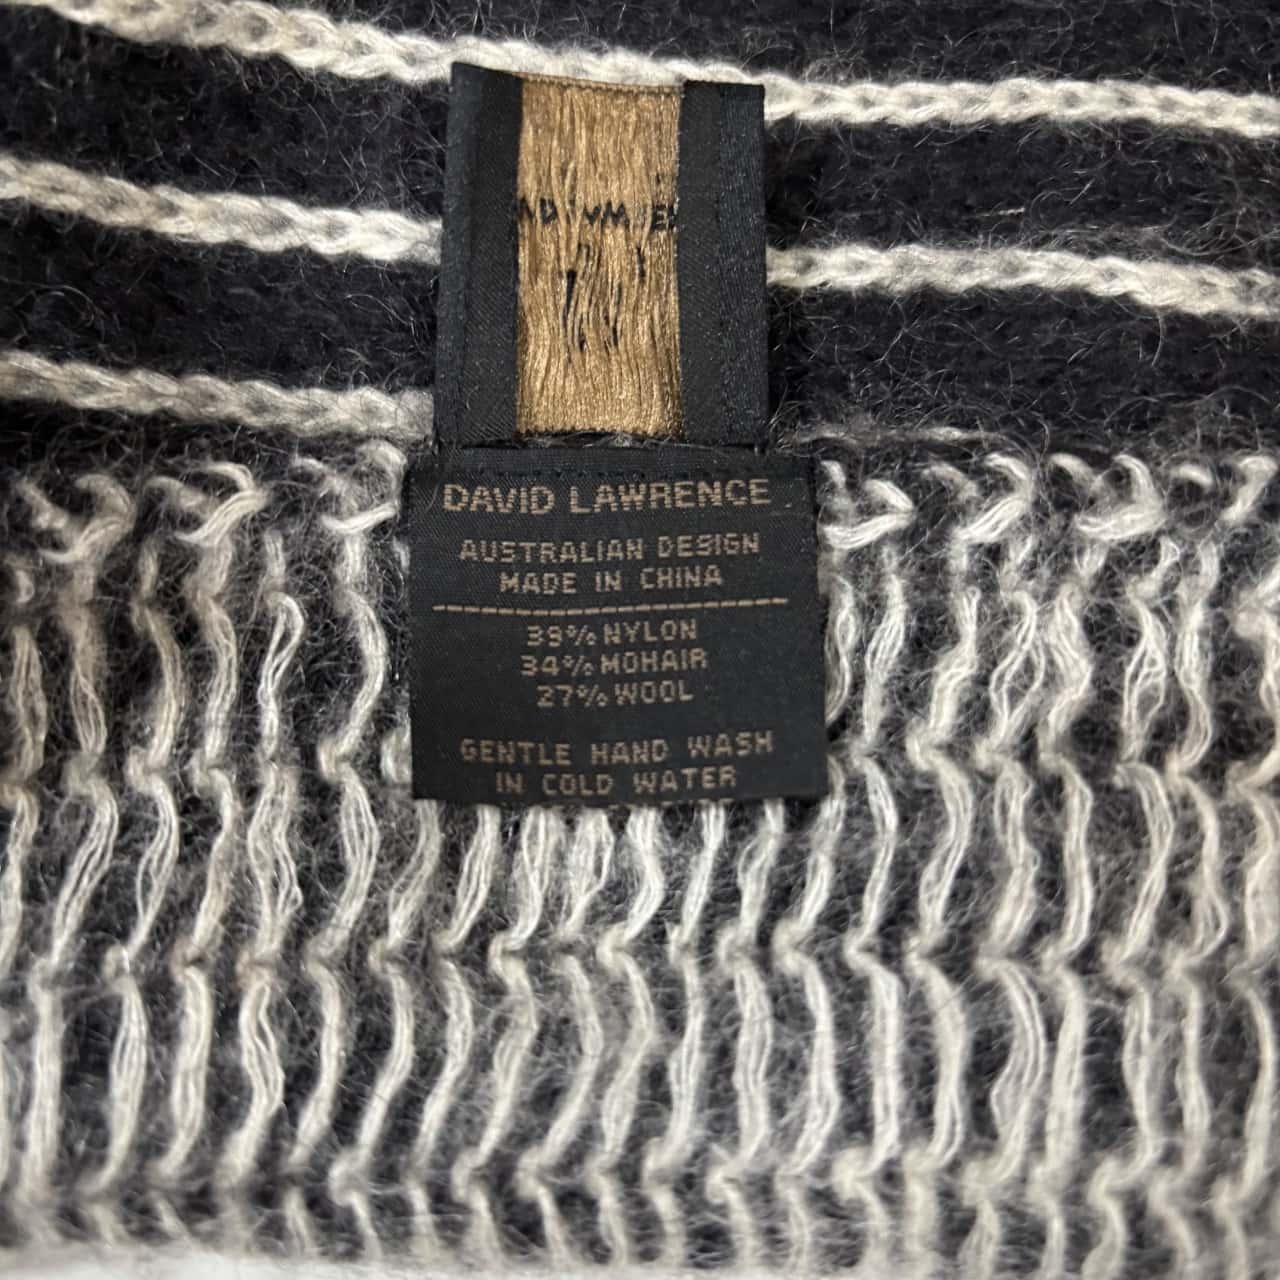 DAVID LAWRENCE
AUSTRALIAN DESIGN
MADE IN CHINA
39% NYLON
34% MOHAIR
27% WOOL
GENTLE HAND WASH
IN COLD WATER